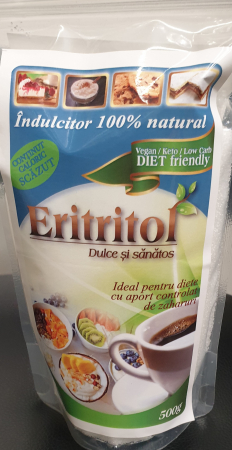 Îndulcitor 100% natural
Vegan / Keto / Low Carb
DIET friendly
CONȚINUT
CALORIC
SCĂZUT
Eritritol
Dulce și sănătos
Ideal pentru diete
cu aport controlat
de zaharuri
500g